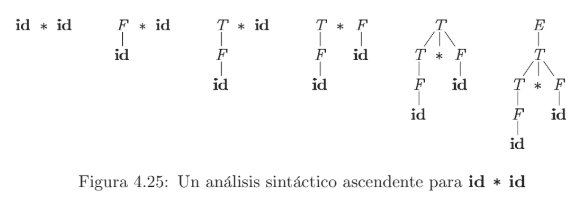 id * id F * id T * id T * F T E
id F F id T * F T
id id F id T * F
id F id
id
Figura 4.25: Un análisis sintáctico ascendente para id * id